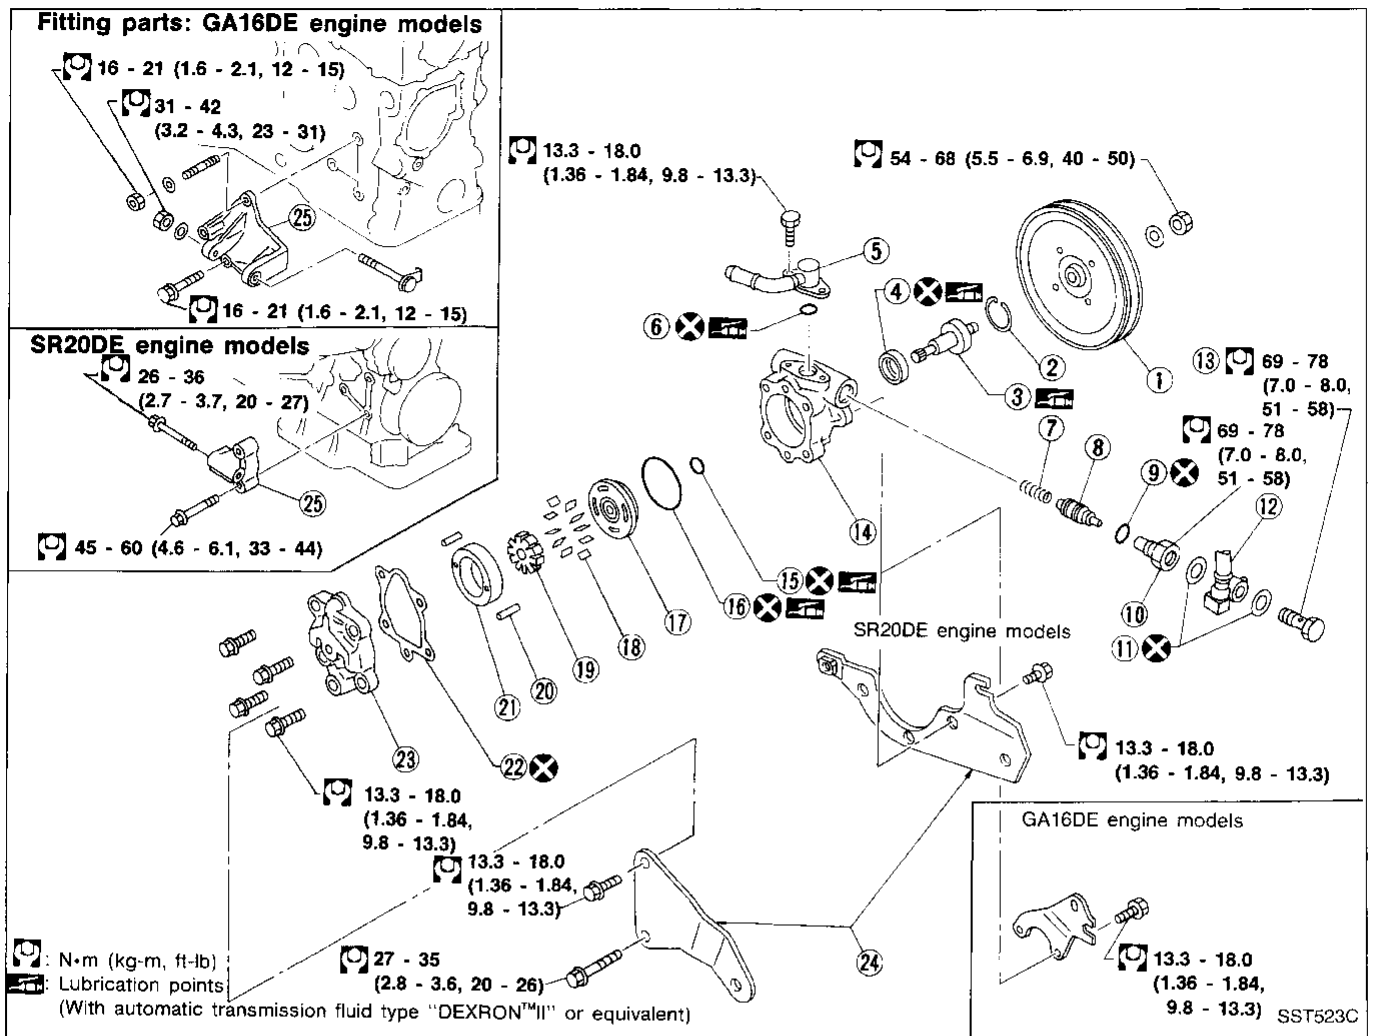 Fitting parts: GA16DE engine models
16 - 21 (1.6 - 2.1, 12 - 15)
31 - 42
(3.2 - 4.3, 23 - 31)
25
16 - 21 (1.6 - 2.1, 12 - 15)
SR20DE engine models
26 - 36
(2.7 - 3.7, 20 - 27)
25
45 - 60 (4.6 - 6.1, 33 - 44)
13.3 - 18.0
(1.36 - 1.84, 9.8 - 13.3)
54 - 68 (5.5 - 6.9, 40 - 50)
5
4
6
2
1
3
13
69 - 78
(7.0 - 8.0,
51 - 58)
69 - 78
(7.0 - 8.0,
51 - 58)
7
8
9
12
14
10
11
15
16
17
18
19
20
21
22
23
SR20DE engine models
13.3 - 18.0
(1.36 - 1.84, 9.8 - 13.3)
13.3 - 18.0
(1.36 - 1.84,
9.8 - 13.3)
13.3 - 18.0
(1.36 - 1.84,
9.8 - 13.3)
27 - 35
(2.8 - 3.6, 20 - 26)
24
GA16DE engine models
13.3 - 18.0
(1.36 - 1.84,
9.8 - 13.3)
: N•m (kg-m, ft-lb)
: Lubrication points
(With automatic transmission fluid type "DEXRON™II" or equivalent)
SST523C